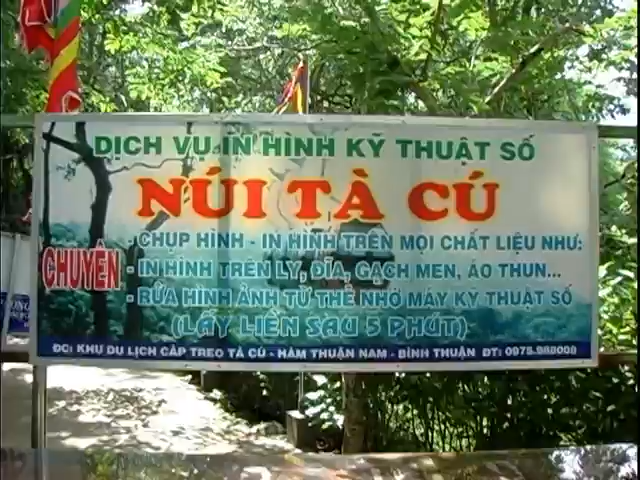 DỊCH VỤ IN HÌNH KỸ THUẬT SỐ
NÚI TÀ CÚ
CHUYÊN
- CHỤP HÌNH - IN HÌNH TRÊN MỌI CHẤT LIỆU NHƯ:
- IN HÌNH TRÊN LY, DĨA, GẠCH MEN, ÁO THUN...
- RỬA HÌNH ẢNH TỪ THẺ NHỚ MÁY KỸ THUẬT SỐ
(LẤY LIỀN SAU 5 PHÚT)
ĐC: KHU DU LỊCH CÁP TREO TÀ CÚ - HÀM THUẬN NAM - BÌNH THUẬN ĐT: 0975.988008